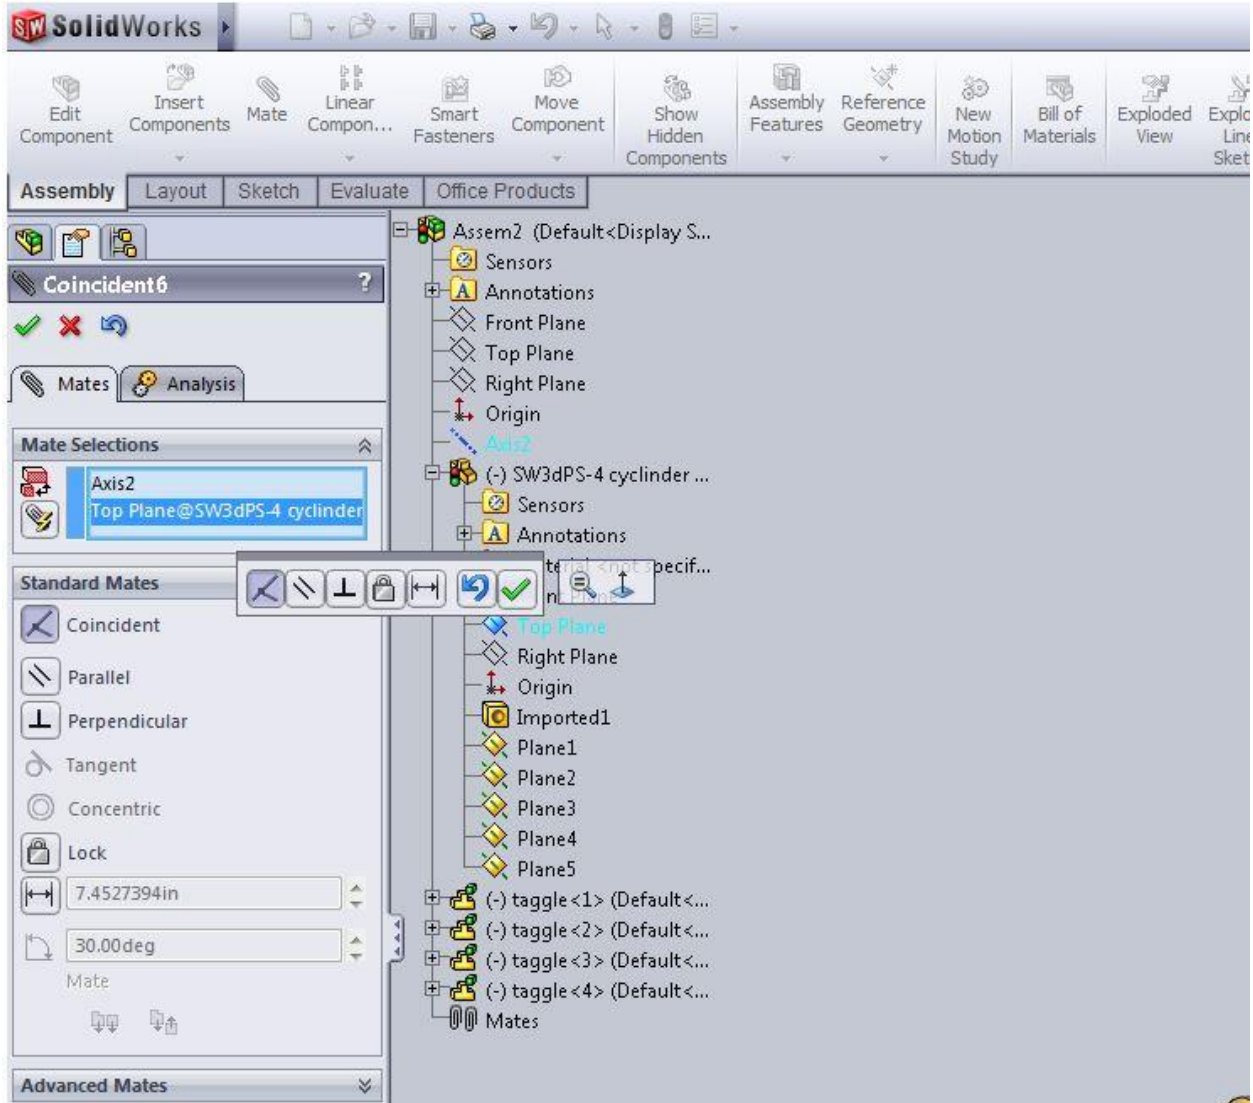 SolidWorks
Edit Component
Insert Components
Mate
Linear Compon...
Smart Fasteners
Move Component
Show Hidden Components
Assembly Features
Reference Geometry
New Motion Study
Bill of Materials
Exploded View
Explo
Line
Sket
Assembly Layout Sketch Evaluate Office Products
Coincident6 ?
Mates Analysis
Mate Selections
Axis2
Top Plane@SW3dPS-4 cyclinder
Standard Mates
Coincident
Parallel
Perpendicular
Tangent
Concentric
Lock
7.4527394in
30.00deg
Mate
Advanced Mates
Assem2 (Default<Display S...
Sensors
A Annotations
Front Plane
Top Plane
Right Plane
Origin
Axis2
(-) SW3dPS-4 cyclinder ...
Sensors
A Annotations
<not specif...
Top Plane
Right Plane
Origin
Imported1
Plane1
Plane2
Plane3
Plane4
Plane5
(-) taggle<1> (Default<...
(-) taggle<2> (Default<...
(-) taggle<3> (Default<...
(-) taggle<4> (Default<...
Mates